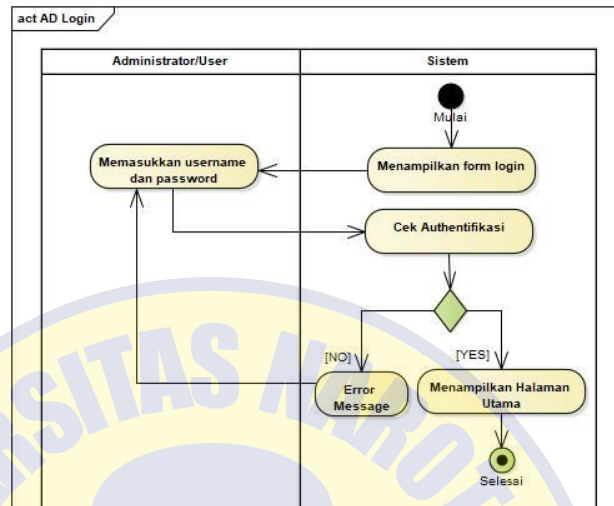 act AD Login
Administrator/User
Sistem
Mulai
Menampilkan form login
Memasukkan username
dan password
Cek Authentifikasi
[NO]
[YES]
Error
Message
Menampilkan Halaman
Utama
Selesai